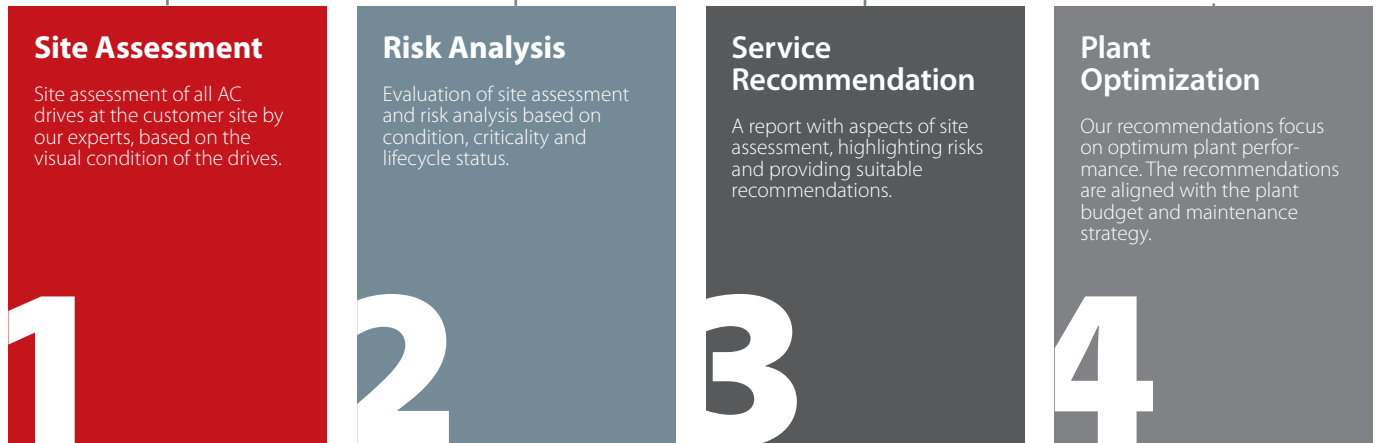 Site Assessment
Site assessment of all AC
drives at the customer site by
our experts, based on the
visual condition of the drives.
1
Risk Analysis
Evaluation of site assessment
and risk analysis based on
condition, criticality and
lifecycle status.
2
Service
Recommendation
A report with aspects of site
assessment, highlighting risks
and providing suitable
recommendations.
3
Plant
Optimization
Our recommendations focus
on optimum plant perfor-
mance. The recommendations
are aligned with the plant
budget and maintenance
strategy.
4